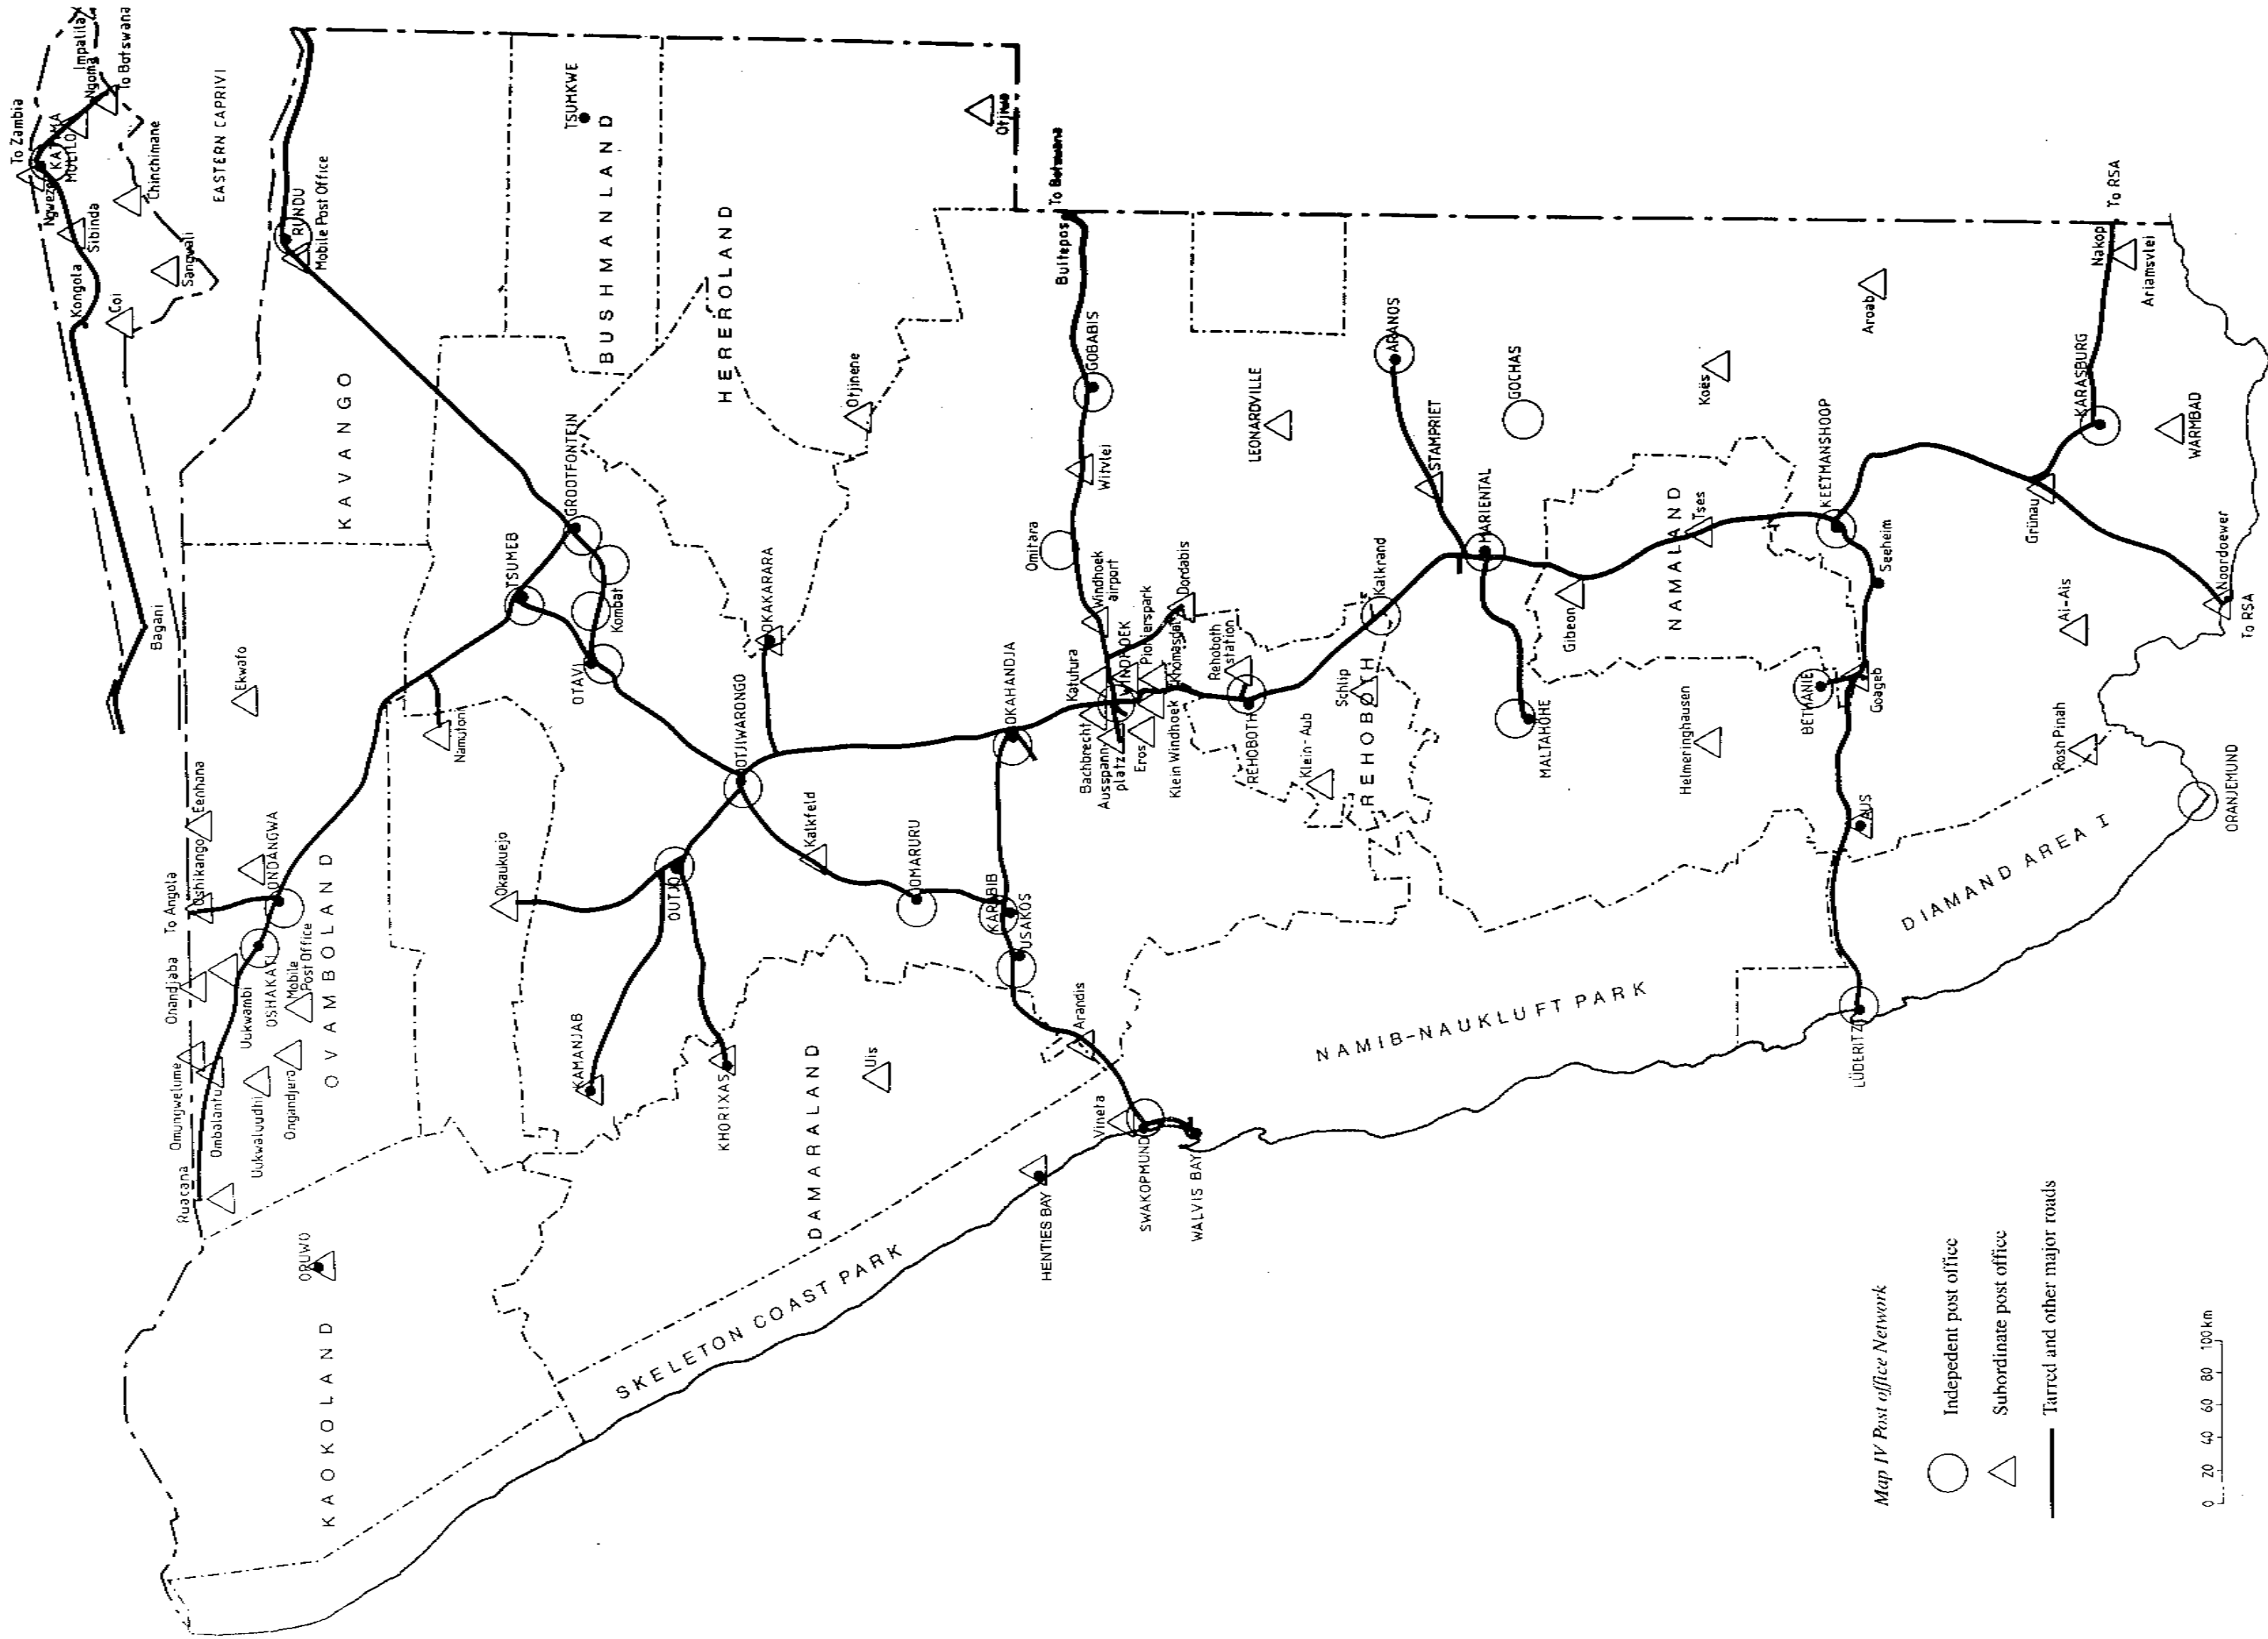 To Zambia
Impalila
Ngoma
To Botswana
KATIMA
MULILO
Ngweze
Sibinda
Chinchimane
Kongola
Sangwali
Coi
EASTERN CAPRIVI
Bagani
RUNDU
Mobile Post Office
KAVANGO
TSUMKWE
BUSHMANLAND
HEREROLAND
Otjinene
GROOTFONTEIN
TSUMEB
Kombat
OTAVI
OKAKARARA
Ekwafo
Namutoni
Eenhana
Oshikango
ONDANGWA
To Angola
Onandjaba
OSHAKATI
Mobile
Post Office
Uukwambi
OVAMBOLAND
Omungwelume
Ombalantu
Uukwaluudhi
Ongandjera
Ruacana
ORUWO
KAOKOLAND
Okaukuejo
OUTJO
OTJIWARONGO
Kalkfeld
OMARURU
KAMANJAB
KHORIXAS
Uis
DAMARALAND
SKELETON COAST PARK
KARIBIB
USAKOS
Arandis
Vineta
HENTIES BAY
SWAKOPMUND
WALVIS BAY
OKAHANDJA
To Botswana
Buitepos
GOBABIS
Witvlei
Omitara
Windhoek
airport
Dordabis
Pionierspark
WINDHOEK
Khomasdal
Katutura
Bachbrecht
Ausspann
platz
Eros
Klein Windhoek
Rehoboth
station
REHOBOTH
Klein-Aub
Schlip
REHOBOTH
Kalkrand
LEONARDVILLE
ARANOS
STAMPRIET
GOCHAS
MARIENTAL
MALTAHÖHE
Gibeon
NAMALAND
Tses
Koës
Aroab
KEETMANSHOOP
Seeheim
BETHANIE
Goageb
Helmeringhausen
AUS
LÜDERITZ
NAMIB-NAUKLUFT PARK
DIAMAND AREA I
Rosh Pinah
ORANJEMUND
Ai-Ais
Grünau
Noordoewer
To RSA
KARASBURG
WARMBAD
Nakop
Ariamsvlei
To RSA
Map IV Post office Network
Indepedent post office
Subordinate post office
Tarred and other major roads
0 20 40 60 80 100 km